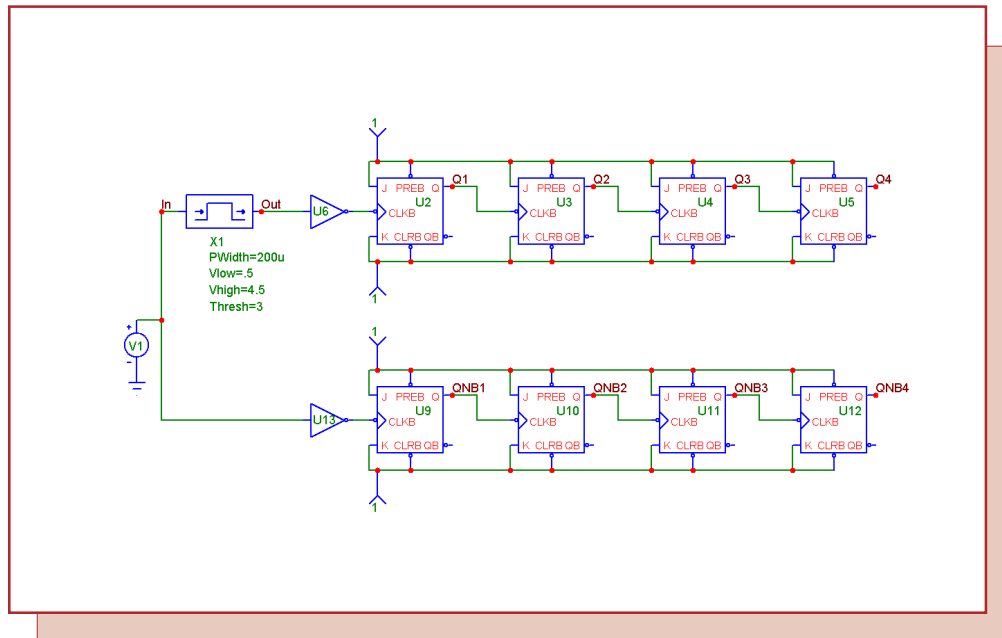 1
J PREB Q
U2
CLKB
K CLRB QB
Q1
J PREB Q
U3
CLKB
K CLRB QB
Q2
J PREB Q
U4
CLKB
K CLRB QB
Q3
J PREB Q
U5
CLKB
K CLRB QB
Q4
In
Out
U6
X1
PWidth=200u
Vlow=.5
Vhigh=4.5
Thresh=3
1
+
V1
-
1
J PREB Q
U9
CLKB
K CLRB QB
QNB1
J PREB Q
U10
CLKB
K CLRB QB
QNB2
J PREB Q
U11
CLKB
K CLRB QB
QNB3
J PREB Q
U12
CLKB
K CLRB QB
QNB4
U13
1